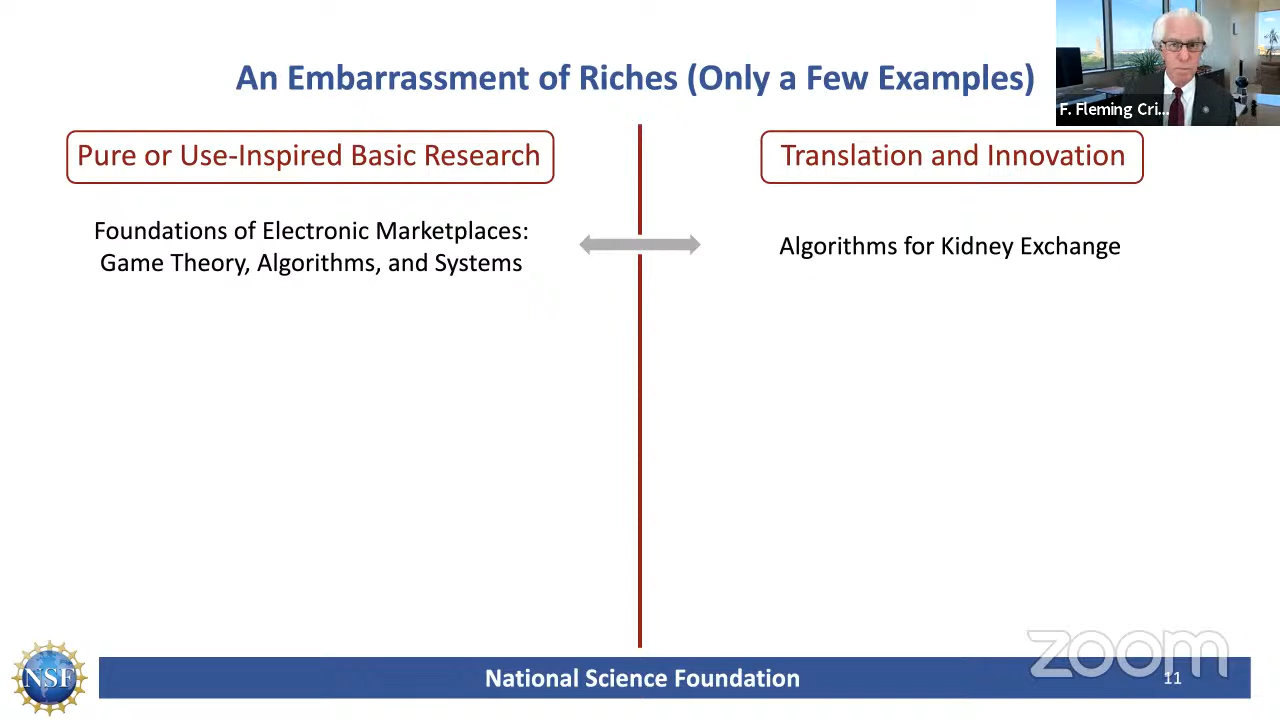 An Embarrassment of Riches (Only a Few Examples)
F. Fleming Cri...
Pure or Use-Inspired Basic Research
Translation and Innovation
Foundations of Electronic Marketplaces:
Game Theory, Algorithms, and Systems
Algorithms for Kidney Exchange
NSF
National Science Foundation
zoom
11